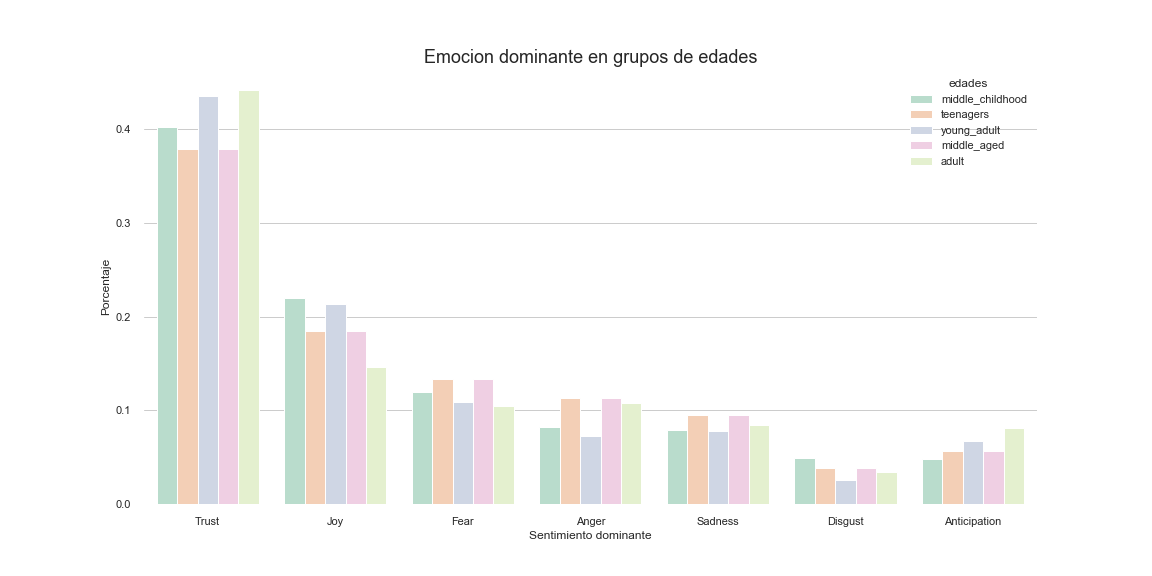 Emocion dominante en grupos de edades
edades
middle_childhood
teenagers
young_adult
middle_aged
adult
0.4
0.3
0.2
0.1
0.0
Porcentaje
Trust
Joy
Fear
Anger
Sadness
Disgust
Anticipation
Sentimiento dominante